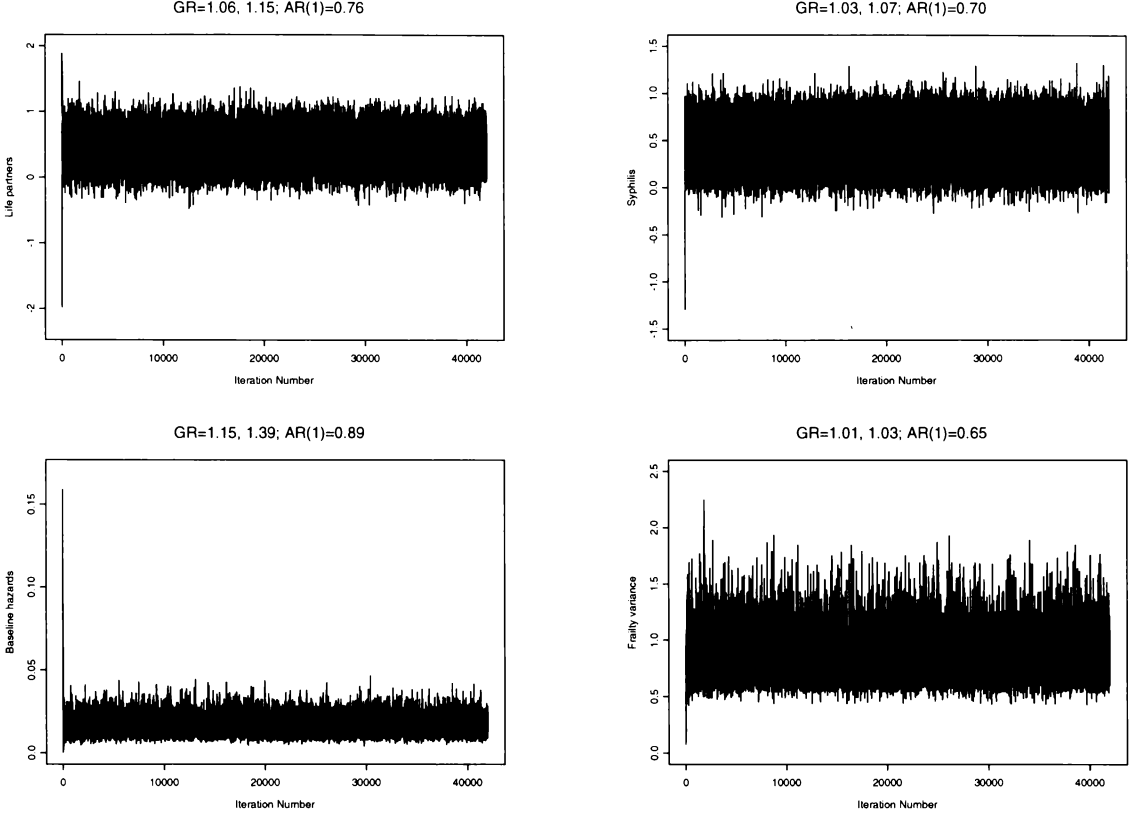 GR=1.06, 1.15; AR(1)=0.76
Life partners
2
1
0
-1
-2
0 10000 20000 30000 40000
Iteration Number
GR=1.03, 1.07; AR(1)=0.70
Syphilis
1.5
1.0
0.5
0.0
-0.5
-1.0
-1.5
0 10000 20000 30000 40000
Iteration Number
GR=1.15, 1.39; AR(1)=0.89
Baseline hazards
0.15
0.10
0.05
0.0
0 10000 20000 30000 40000
Iteration Number
GR=1.01, 1.03; AR(1)=0.65
Frailty variance
2.5
2.0
1.5
1.0
0.5
0.0
0 10000 20000 30000 40000
Iteration Number